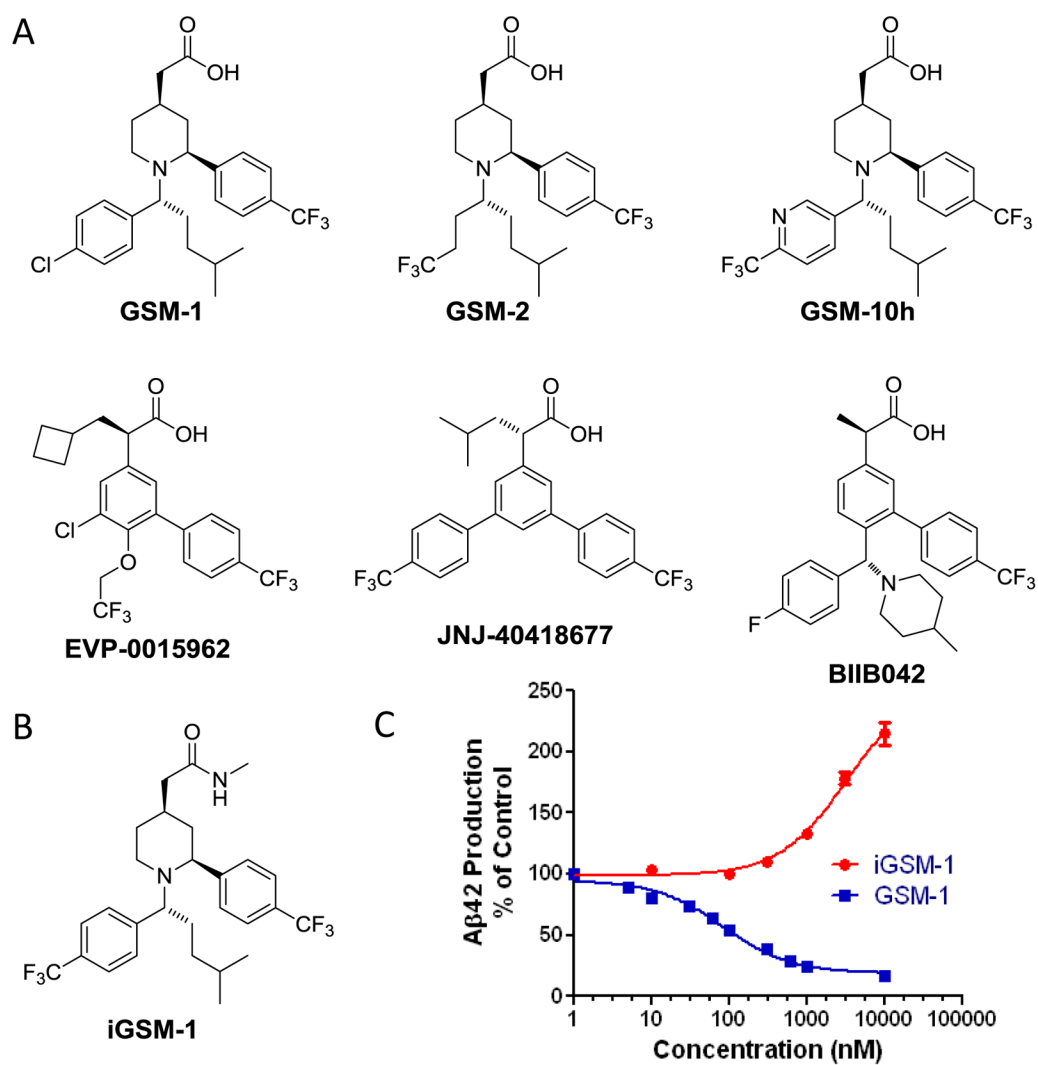 A
O
OH
N
Cl
CF3
GSM-1
O
OH
N
F3C
CF3
GSM-2
O
OH
N
N
F3C
CF3
GSM-10h
O
OH
Cl
O
CF3
CF3
EVP-0015962
O
OH
F3C
CF3
JNJ-40418677
O
OH
N
F
CF3
BIIB042
B
O
N
H
N
F3C
CF3
iGSM-1
C
Aβ42 Production
% of Control
250
200
150
100
50
0
iGSM-1
GSM-1
1 10 100 1000 10000 100000
Concentration (nM)